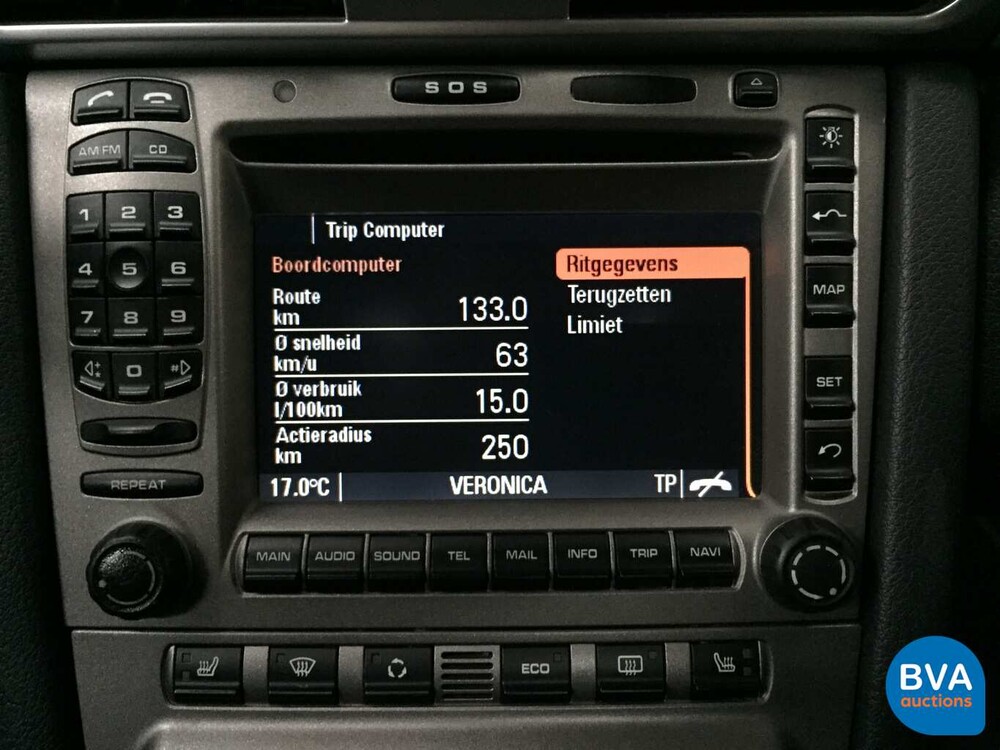 SOS
AM FM CD
1 2 3
4 5 6
7 8 9
0 #
REPEAT
MAP
SET
Trip Computer
Boordcomputer
Route
km 133.0
Ø snelheid
km/u 63
Ø verbruik
l/100km 15.0
Actieradius
km 250
Ritgegevens
Terugzetten
Limiet
17.0°C VERONICA TP
MAIN AUDIO SOUND TEL MAIL INFO TRIP NAVI
ECO
BVA
auctions